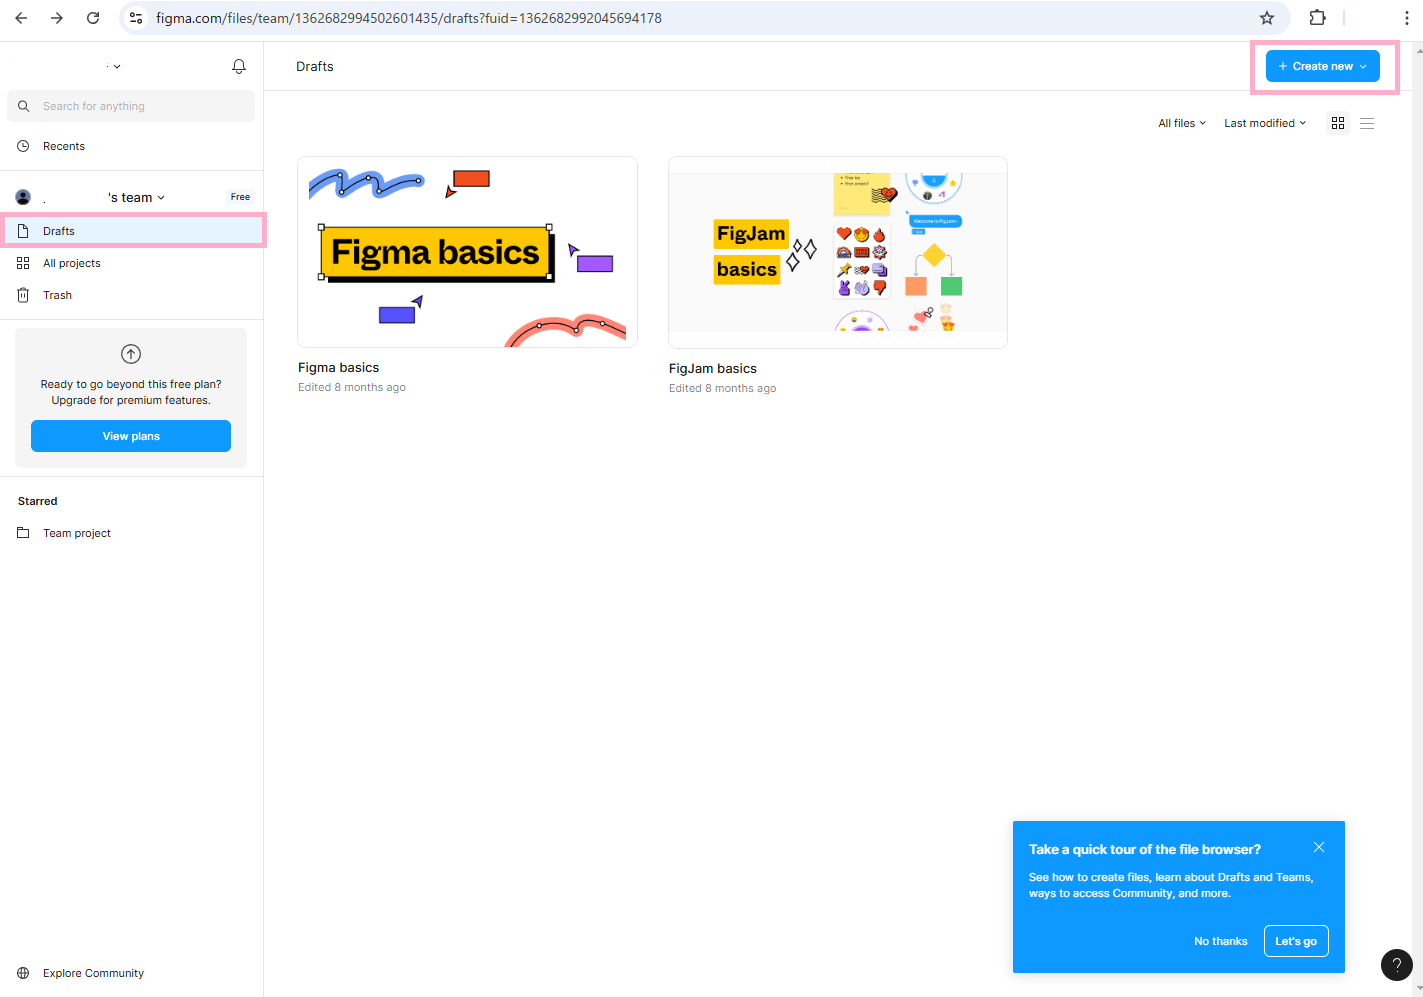 figma.com/files/team/1362682994502601435/drafts?fuid=1362682992045694178
Drafts
+ Create new
Search for anything
All files
Last modified
Recents
's team
Free
Drafts
All projects
Trash
Ready to go beyond this free plan?
Upgrade for premium features.
View plans
Starred
Team project
Explore Community
Figma basics
Figma basics
Edited 8 months ago
FigJam
basics
Welcome to FigJam
FigJam basics
Edited 8 months ago
Take a quick tour of the file browser?
See how to create files, learn about Drafts and Teams,
ways to access Community, and more.
No thanks
Let's go
?